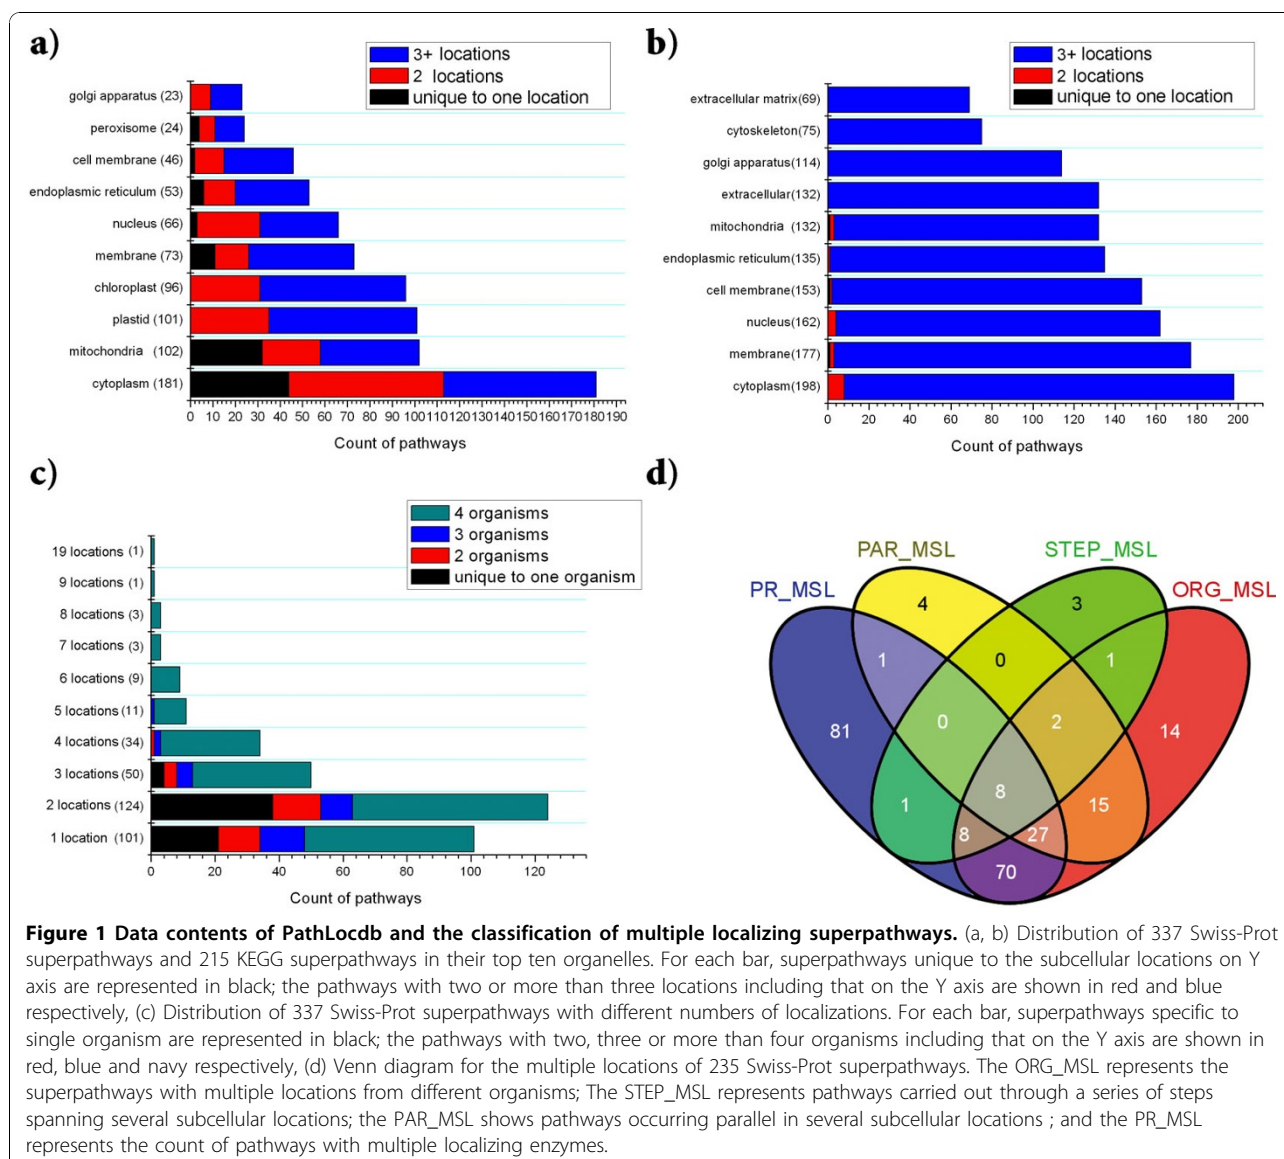 a)
3+ locations
2 locations
unique to one location
golgi apparatus (23)
peroxisome (24)
cell membrane (46)
endoplasmic reticulum (53)
nucleus (66)
membrane (73)
chloroplast (96)
plastid (101)
mitochondria (102)
cytoplasm (181)
0 10 20 30 40 50 60 70 80 90 100 110 120 130 140 150 160 170 180 190
Count of pathways
b)
3+ locations
2 locations
unique to one location
extracellular matrix(69)
cytoskeleton(75)
golgi apparatus(114)
extracellular(132)
mitochondria (132)
endoplasmic reticulum(135)
cell membrane(153)
nucleus(162)
membrane(177)
cytoplasm(198)
0 20 40 60 80 100 120 140 160 180 200
Count of pathways
c)
4 organisms
3 organisms
2 organisms
unique to one organism
19 locations (1)
9 locations (1)
8 locations (3)
7 locations (3)
6 locations (9)
5 locations (11)
4 locations (34)
3 locations (50)
2 locations (124)
1 location (101)
0 20 40 60 80 100 120
Count of pathways
d)
PAR_MSL STEP_MSL
PR_MSL ORG_MSL
4 3
1 0 1
81 0 2 14
1 8 15
8 27
70
Figure 1 Data contents of PathLocdb and the classification of multiple localizing superpathways. (a, b) Distribution of 337 Swiss-Prot
superpathways and 215 KEGG superpathways in their top ten organelles. For each bar, superpathways unique to the subcellular locations on Y
axis are represented in black; the pathways with two or more than three locations including that on the Y axis are shown in red and blue
respectively, (c) Distribution of 337 Swiss-Prot superpathways with different numbers of localizations. For each bar, superpathways specific to
single organism are represented in black; the pathways with two, three or more than four organisms including that on the Y axis are shown in
red, blue and navy respectively, (d) Venn diagram for the multiple locations of 235 Swiss-Prot superpathways. The ORG_MSL represents the
superpathways with multiple locations from different organisms; The STEP_MSL represents pathways carried out through a series of steps
spanning several subcellular locations; the PAR_MSL shows pathways occurring parallel in several subcellular locations ; and the PR_MSL
represents the count of pathways with multiple localizing enzymes.